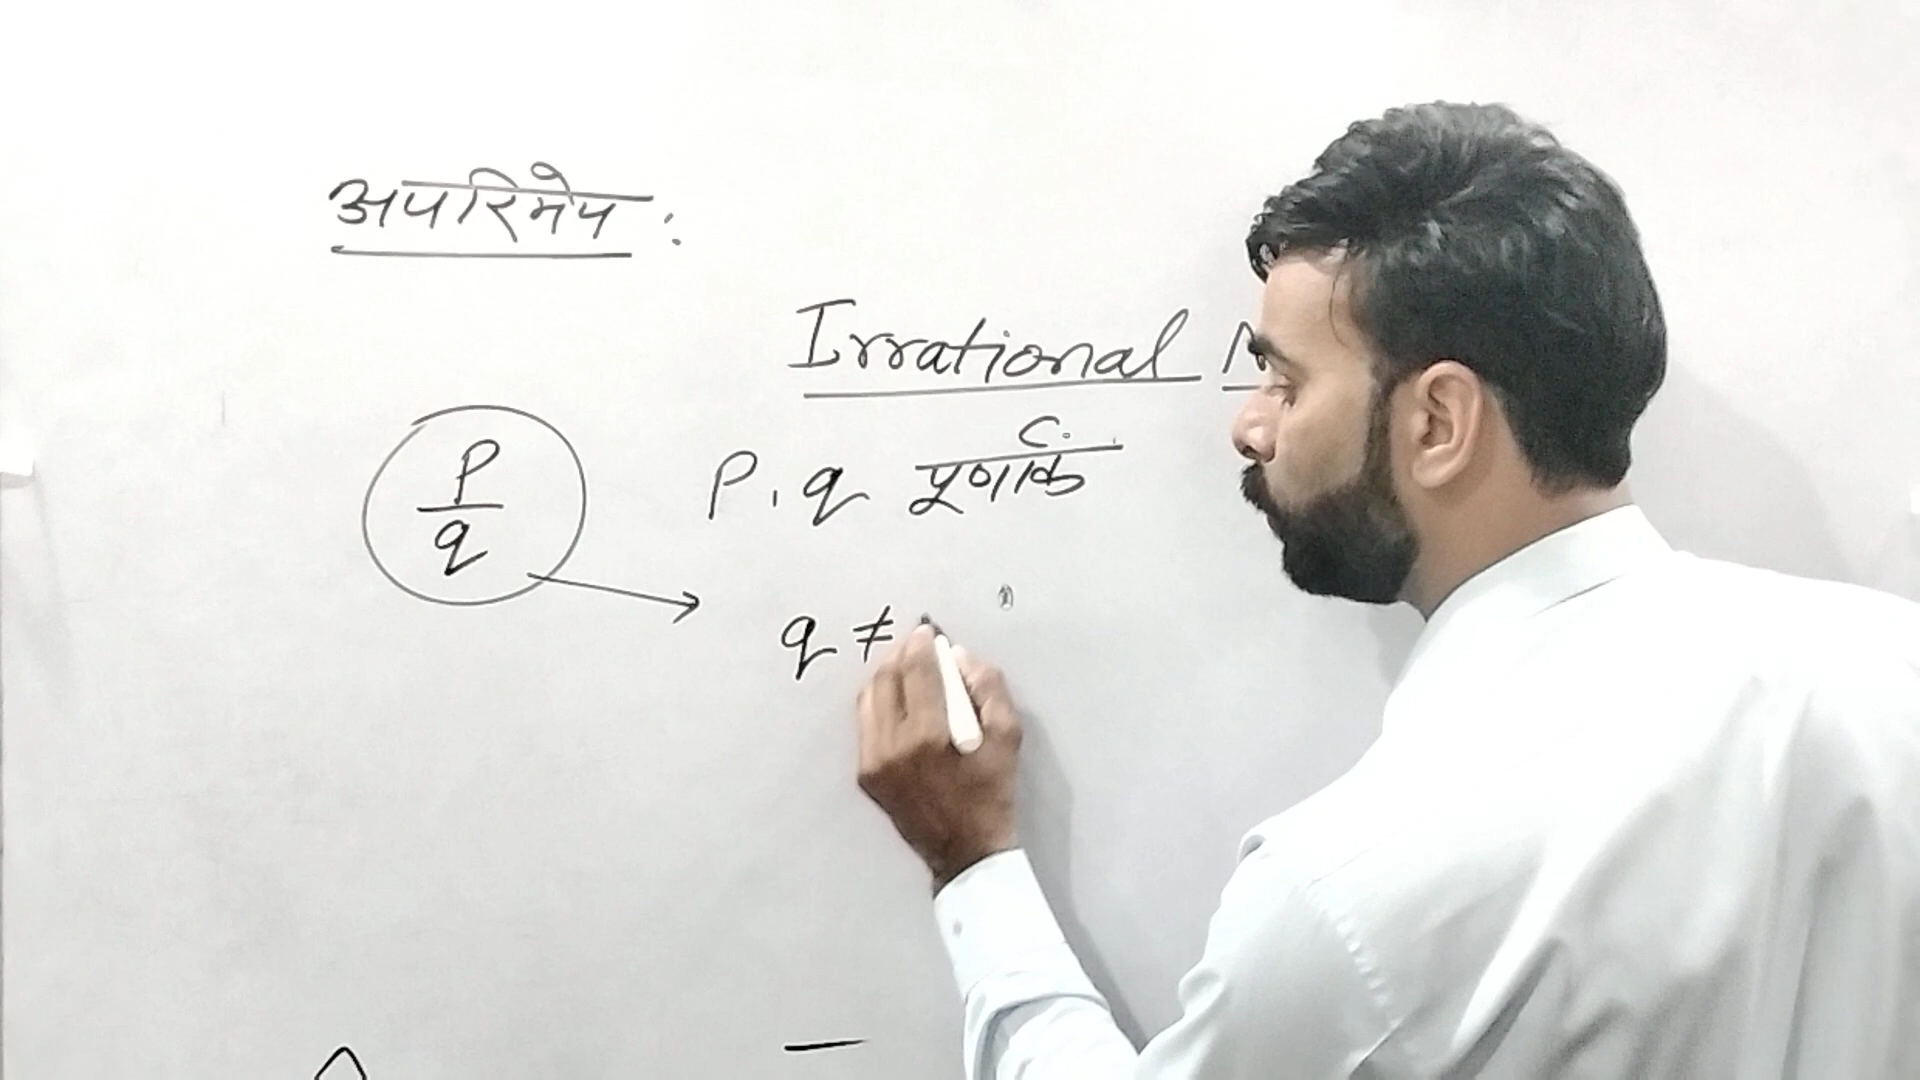 अपरिमेय :
Irrational N
P
q
P, q पूर्णांक
q ≠